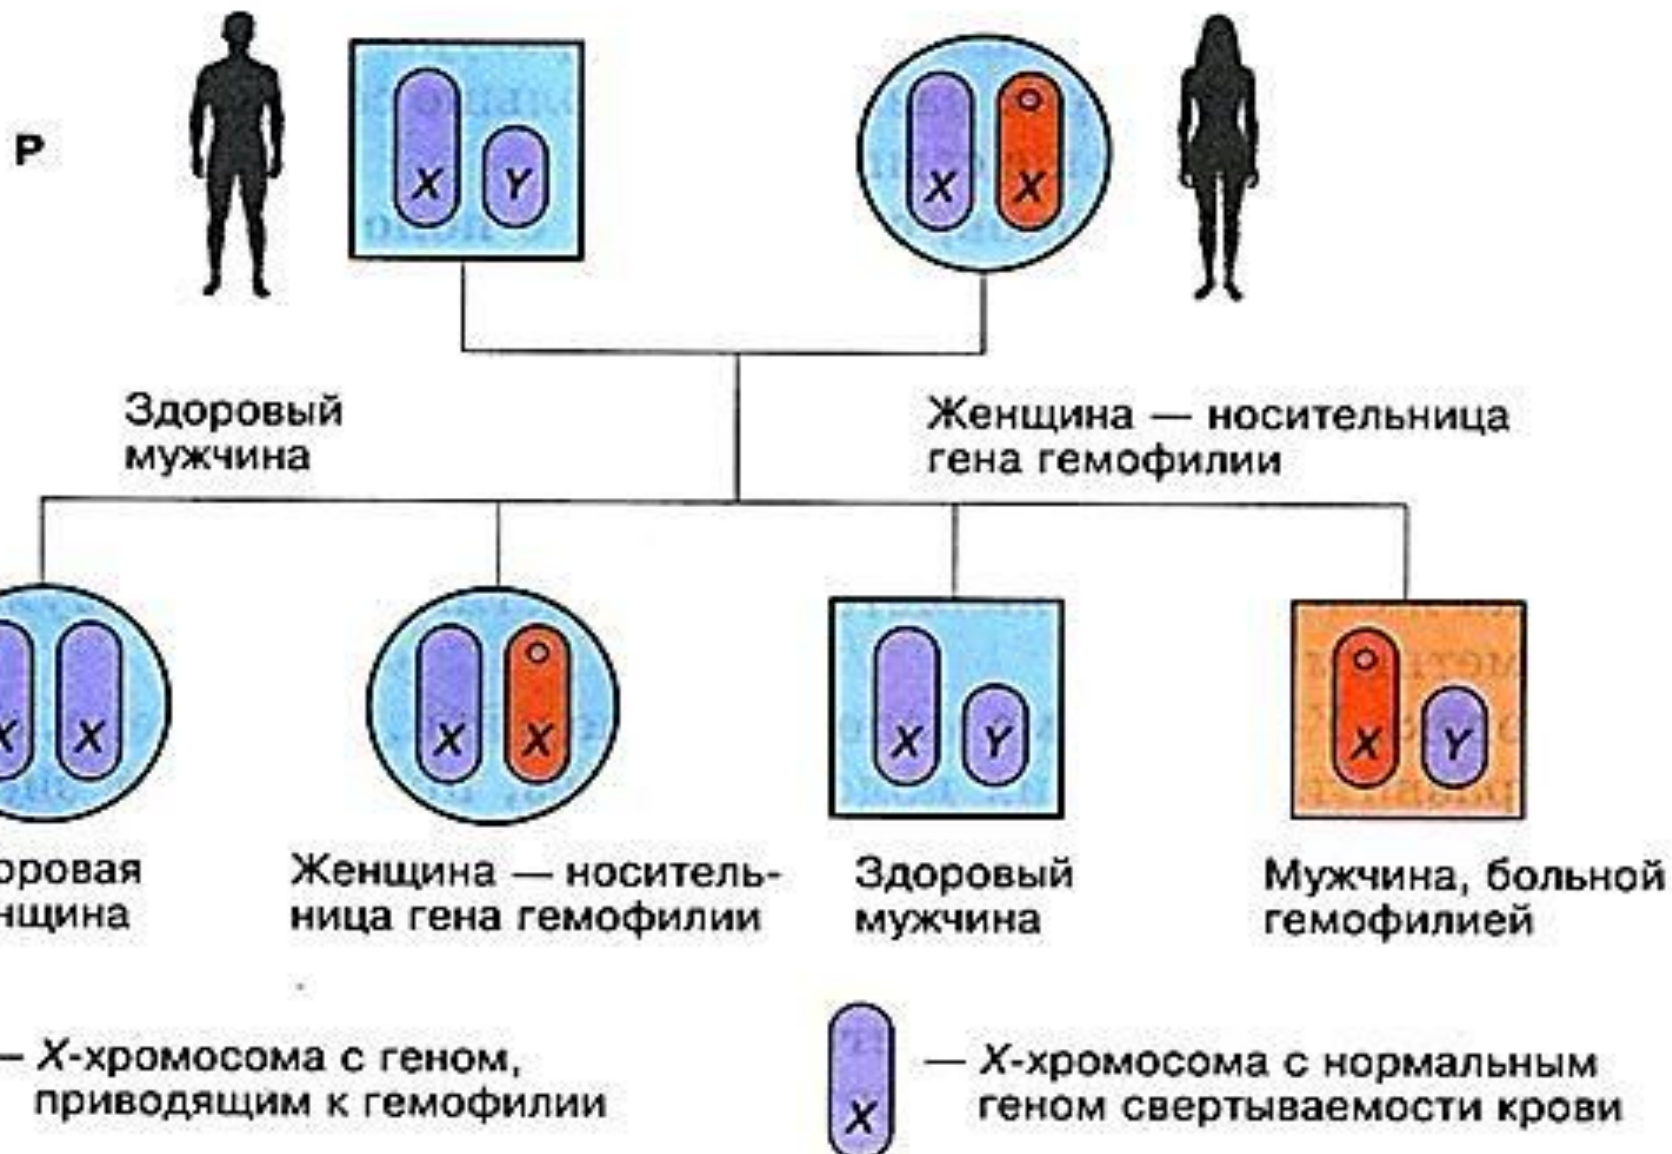 P
X Y
X X
Здоровый
мужчина
Женщина — носительница
гена гемофилии
X X
X X
X Y
X Y
оровая
нщина
Женщина — носитель-
ница гена гемофилии
Здоровый
мужчина
Мужчина, больной
гемофилией
— X-хромосома с геном,
приводящим к гемофилии
X
— X-хромосома с нормальным
геном свертываемости крови